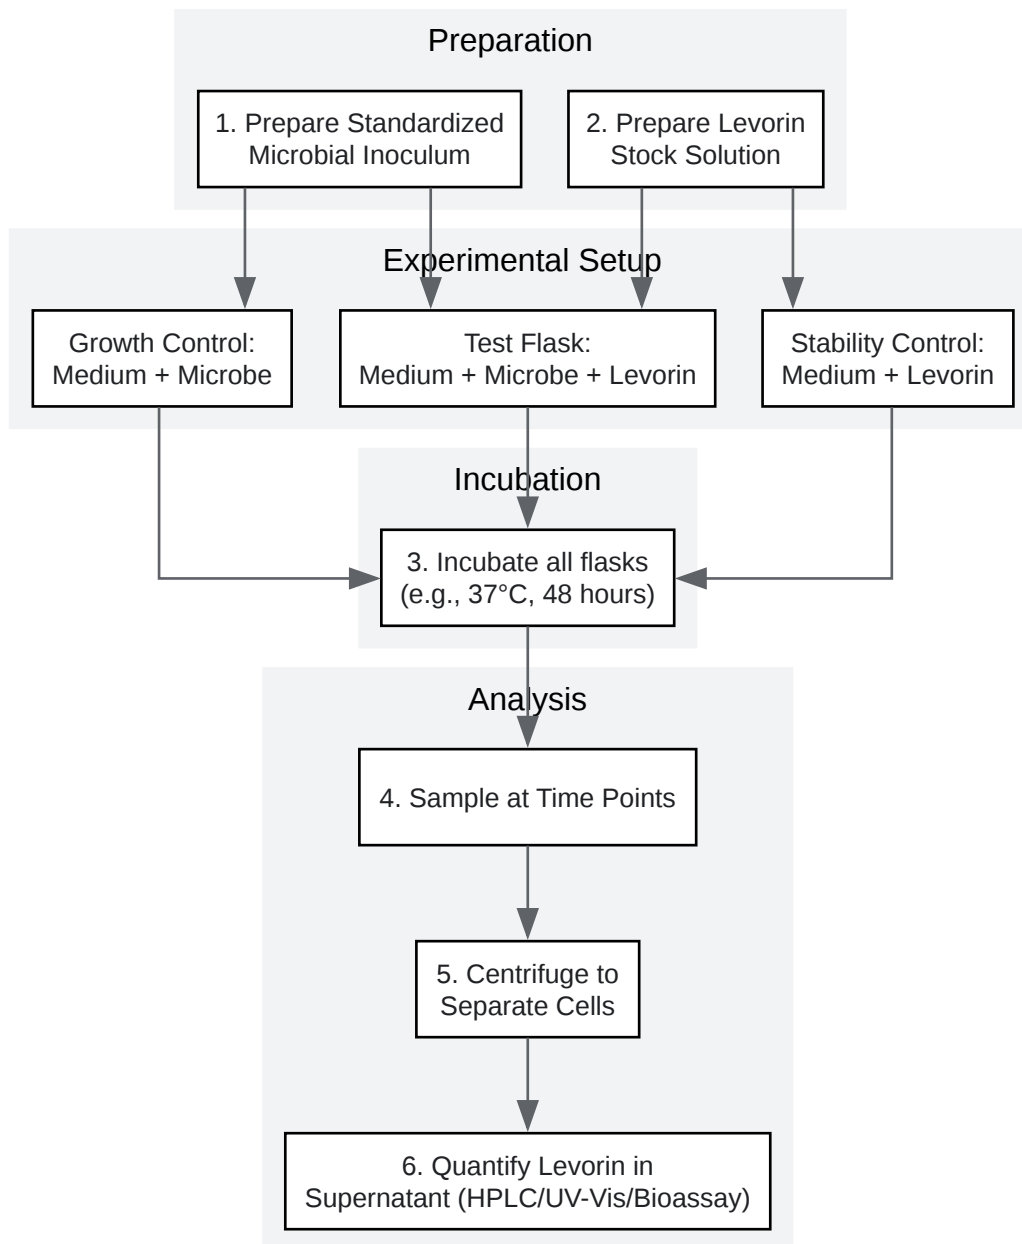 Preparation
1. Prepare Standardized
Microbial Inoculum
2. Prepare Levorin
Stock Solution
Experimental Setup
Growth Control:
Medium + Microbe
Test Flask:
Medium + Microbe + Levorin
Stability Control:
Medium + Levorin
Incubation
3. Incubate all flasks
(e.g., 37°C, 48 hours)
Analysis
4. Sample at Time Points
5. Centrifuge to
Separate Cells
6. Quantify Levorin in
Supernatant (HPLC/UV-Vis/Bioassay)